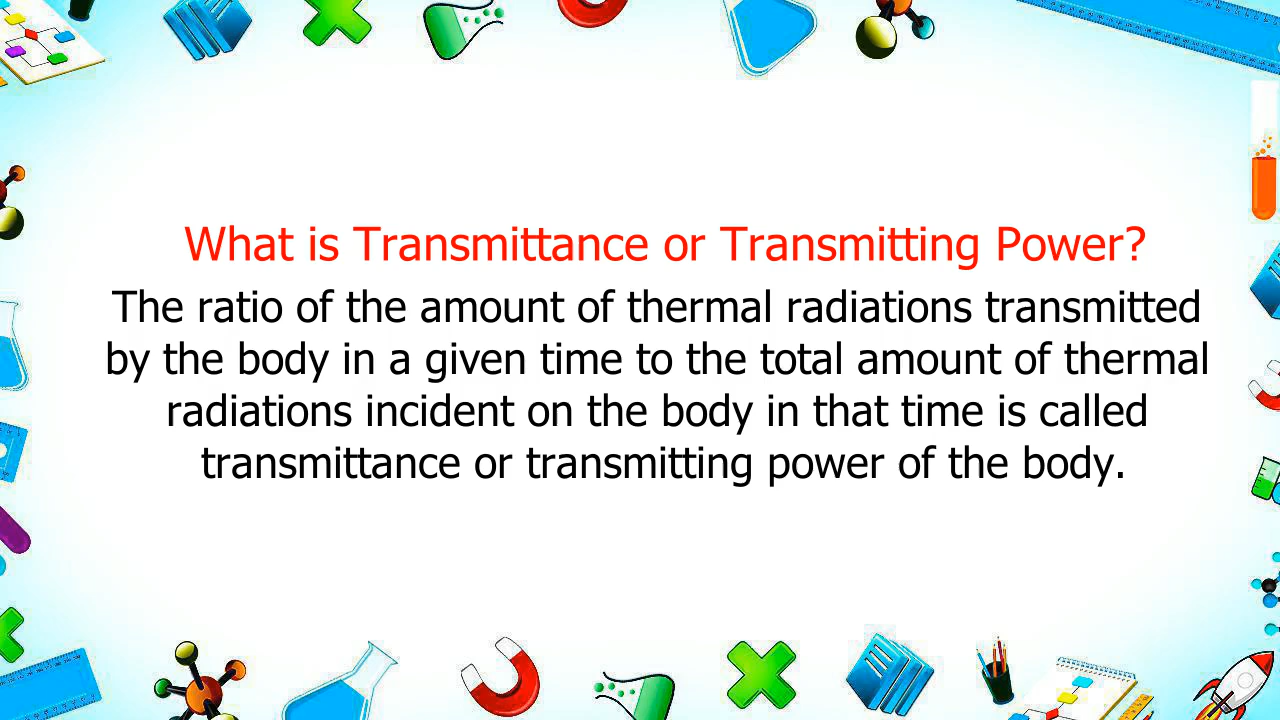 What is Transmittance or Transmitting Power?
The ratio of the amount of thermal radiations transmitted
by the body in a given time to the total amount of thermal
radiations incident on the body in that time is called
transmittance or transmitting power of the body.